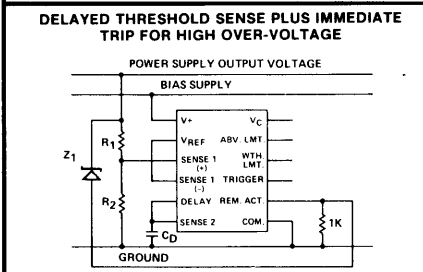 DELAYED THRESHOLD SENSE PLUS IMMEDIATE
TRIP FOR HIGH OVER-VOLTAGE
POWER SUPPLY OUTPUT VOLTAGE
BIAS SUPPLY
V+ VC
R1
VREF ABV. LMT.
Z1
SENSE 1 WTH.
(+) LMT.
SENSE 1 TRIGGER
(-)
R2
DELAY REM. ACT.
SENSE 2 COM.
1K
CD
GROUND